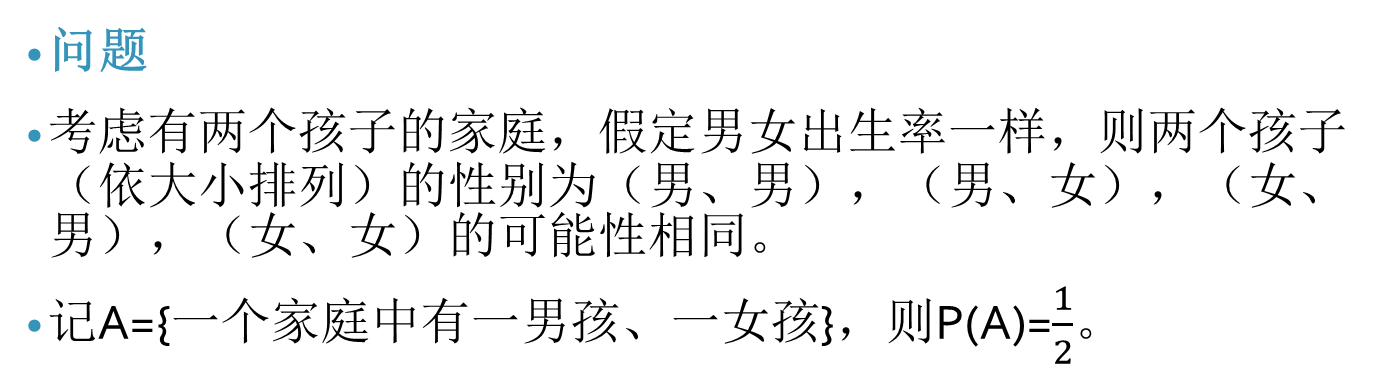 •问题
•考虑有两个孩子的家庭，假定男女出生率一样，则两个孩子
（依大小排列）的性别为（男、男），（男、女），（女、
男），（女、女）的可能性相同。
•记A={一个家庭中有一男孩、一女孩}，则P(A)=1/2。